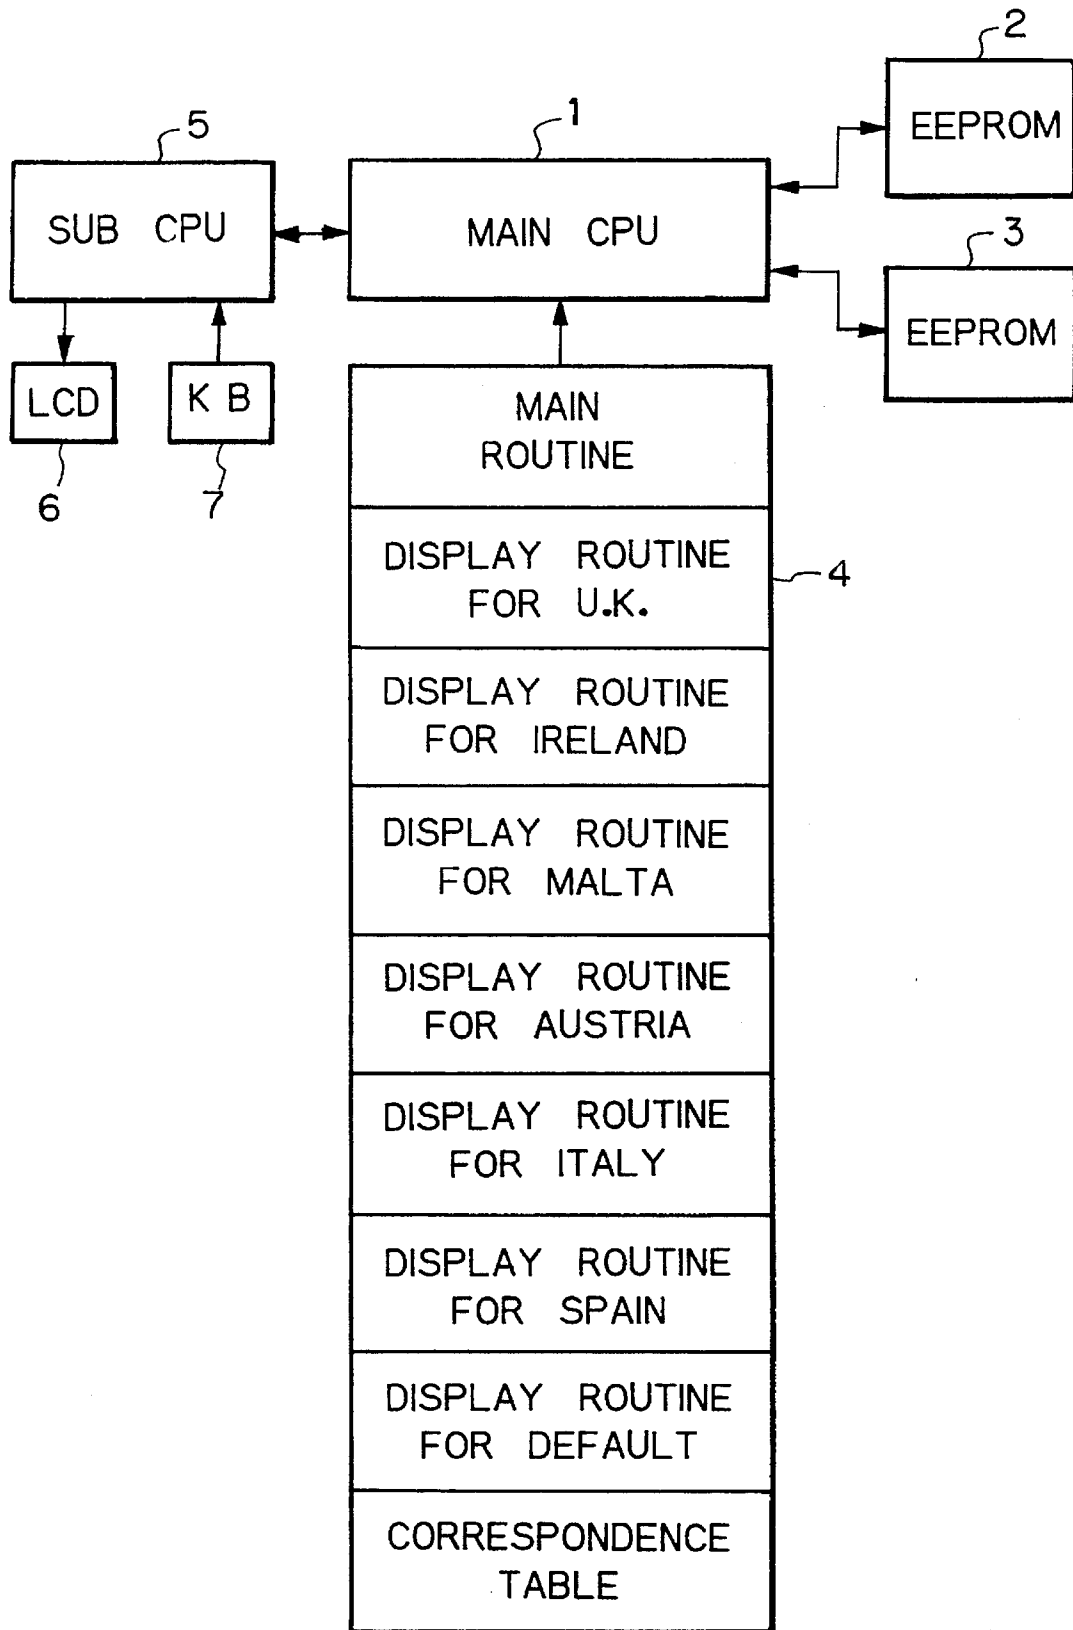 2
EEPROM
5
1
SUB CPU
MAIN CPU
3
EEPROM
LCD
K B
6
7
MAIN
ROUTINE
DISPLAY ROUTINE
FOR U.K.
4
DISPLAY ROUTINE
FOR IRELAND
DISPLAY ROUTINE
FOR MALTA
DISPLAY ROUTINE
FOR AUSTRIA
DISPLAY ROUTINE
FOR ITALY
DISPLAY ROUTINE
FOR SPAIN
DISPLAY ROUTINE
FOR DEFAULT
CORRESPONDENCE
TABLE